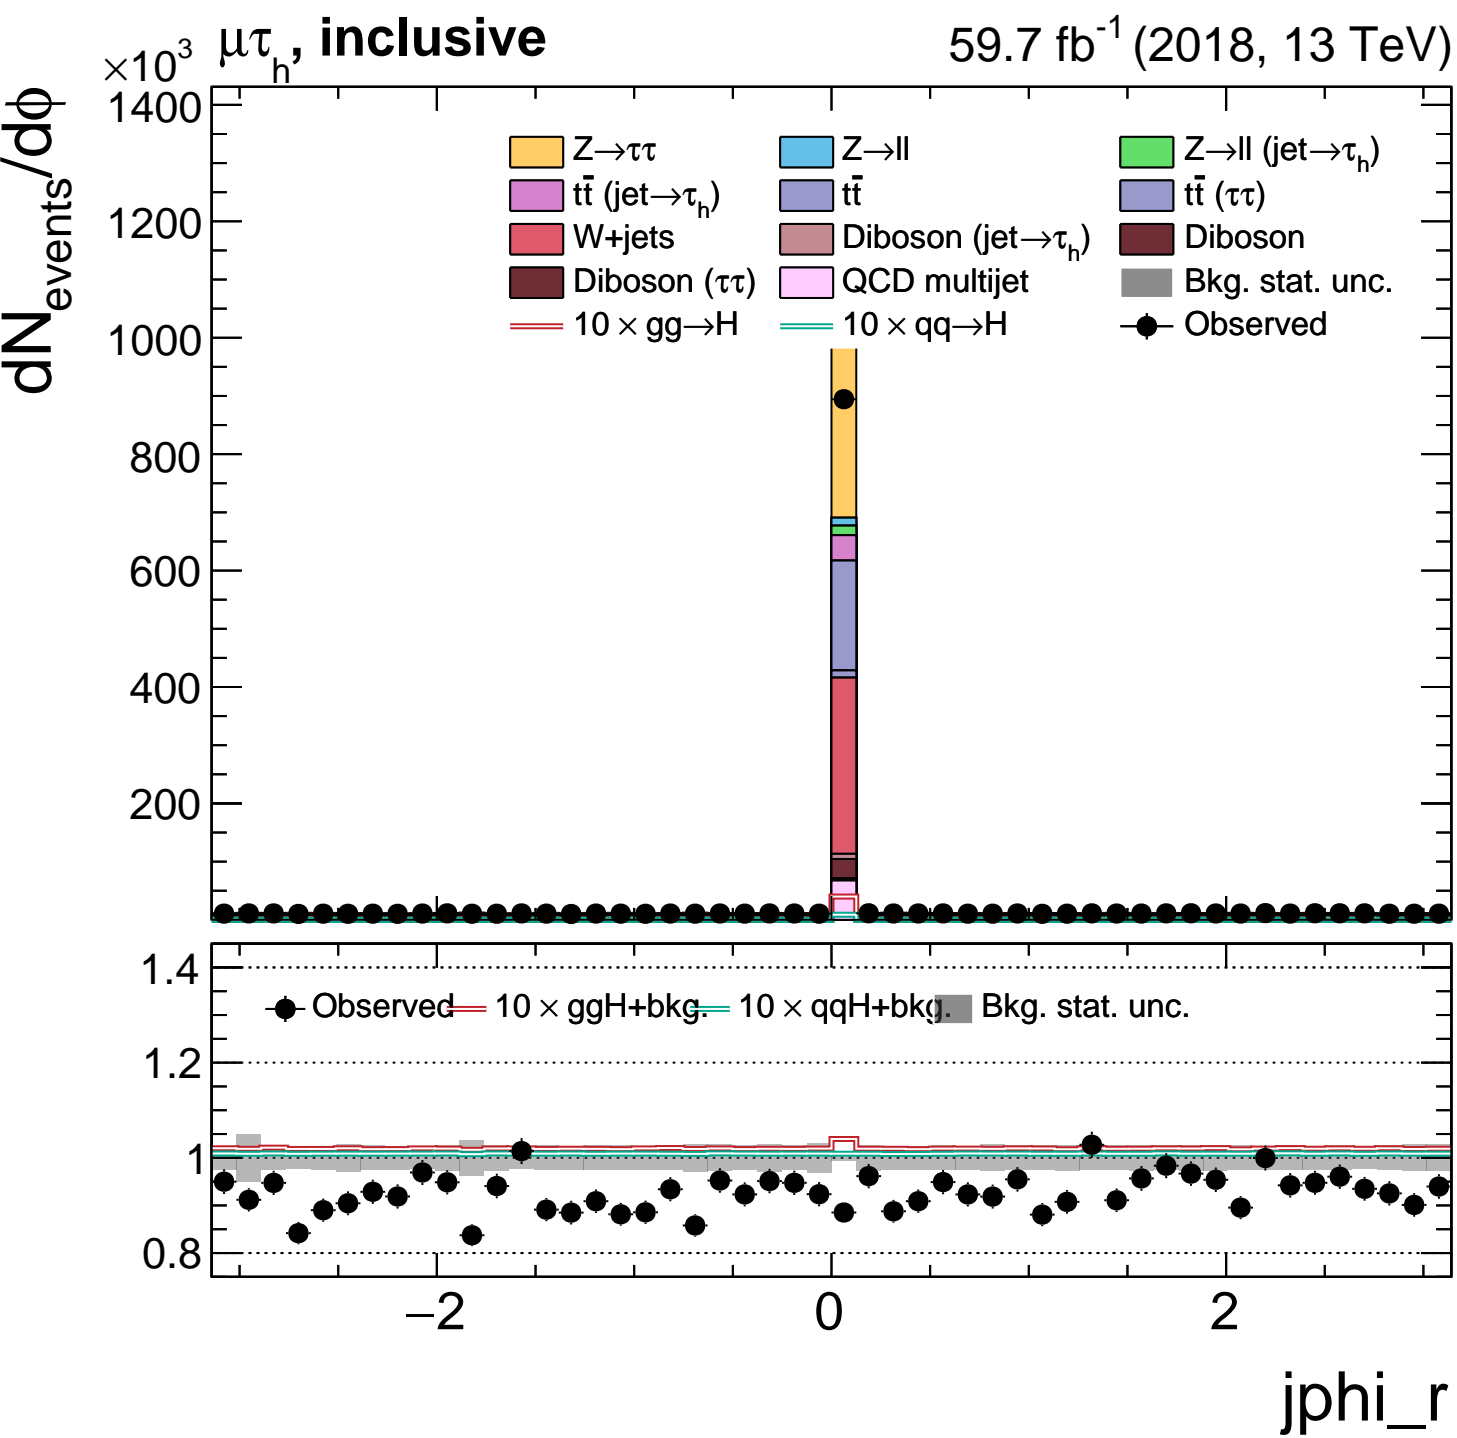 ×10³ μτh, inclusive 59.7 fb⁻¹ (2018, 13 TeV)
dNevents/dϕ
1400
1200
1000
800
600
400
200
Z→ττ Z→ll Z→ll (jet→τh)
tt̄ (jet→τh) tt̄ tt̄ (ττ)
W+jets Diboson (jet→τh) Diboson
Diboson (ττ) QCD multijet Bkg. stat. unc.
10 × gg→H 10 × qq→H Observed
1.4
1.2
1
0.8
Observed 10 × ggH+bkg. 10 × qqH+bkg. Bkg. stat. unc.
−2 0 2
jphi_r